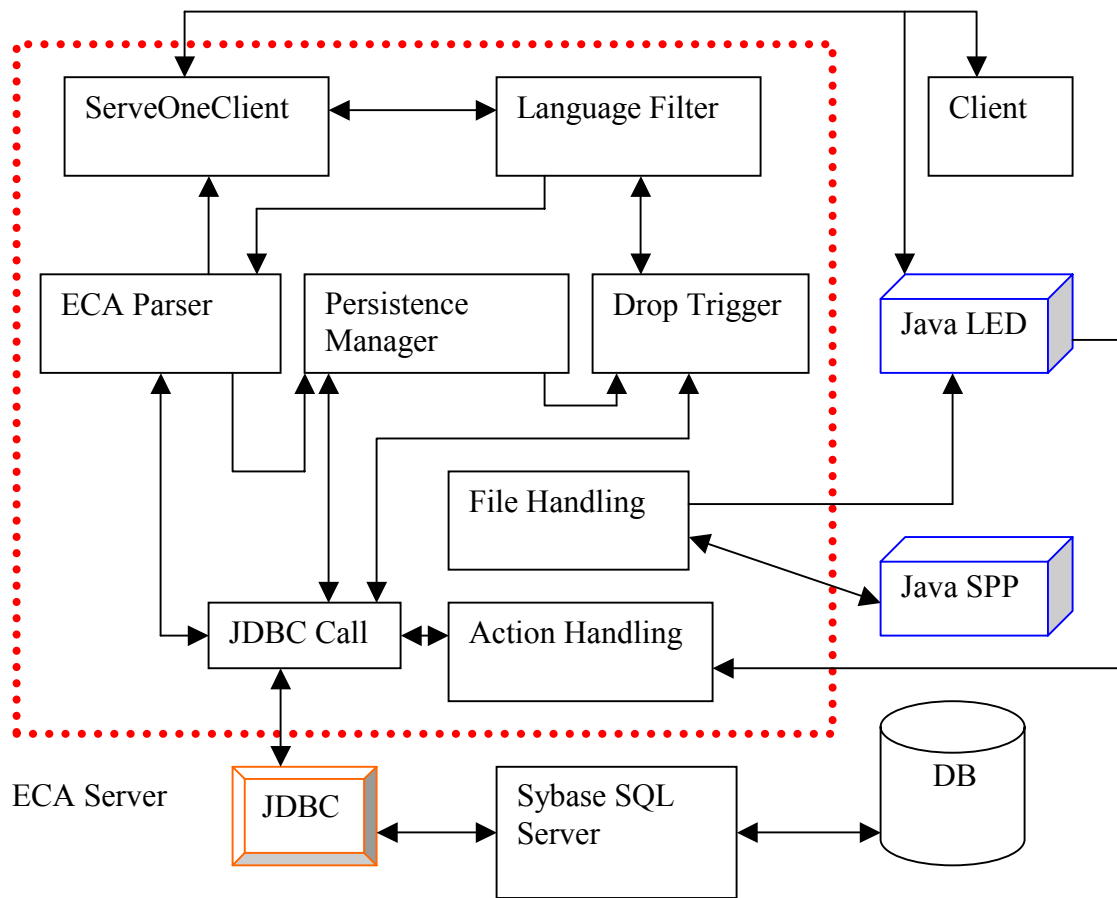 ServeOneClient
Language Filter
Client
ECA Parser
Persistence
Manager
Drop Trigger
Java LED
File Handling
Java SPP
JDBC Call
Action Handling
ECA Server
JDBC
Sybase SQL
Server
DB